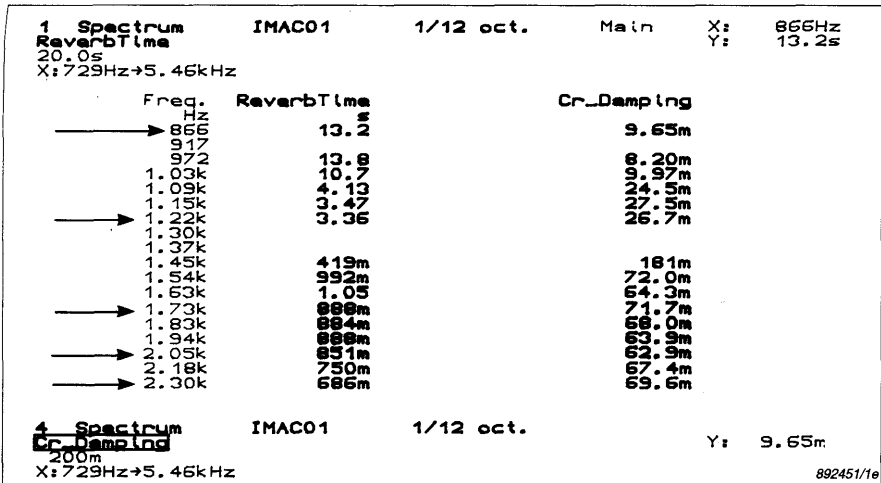 1 Spectrum IMAC01 1/12 oct. Main X: 866Hz
ReverbTime Y: 13.2s
20.0s
X:729Hz→5.46kHz
Freq. ReverbTime Cr_Damping
Hz s
866 13.2 9.65m
917
972 13.8 8.20m
1.03k 10.7 9.97m
1.09k 4.13 24.5m
1.15k 3.47 27.5m
1.22k 3.36 26.7m
1.30k
1.37k
1.45k 419m 181m
1.54k 992m 72.0m
1.63k 1.05 64.3m
1.73k 888m 71.7m
1.83k 884m 68.0m
1.94k 888m 63.9m
2.05k 851m 62.9m
2.18k 750m 67.4m
2.30k 686m 69.6m
4 Spectrum IMAC01 1/12 oct.
Cr_Damping Y: 9.65m
200m
X:729Hz→5.46kHz
892451/1e